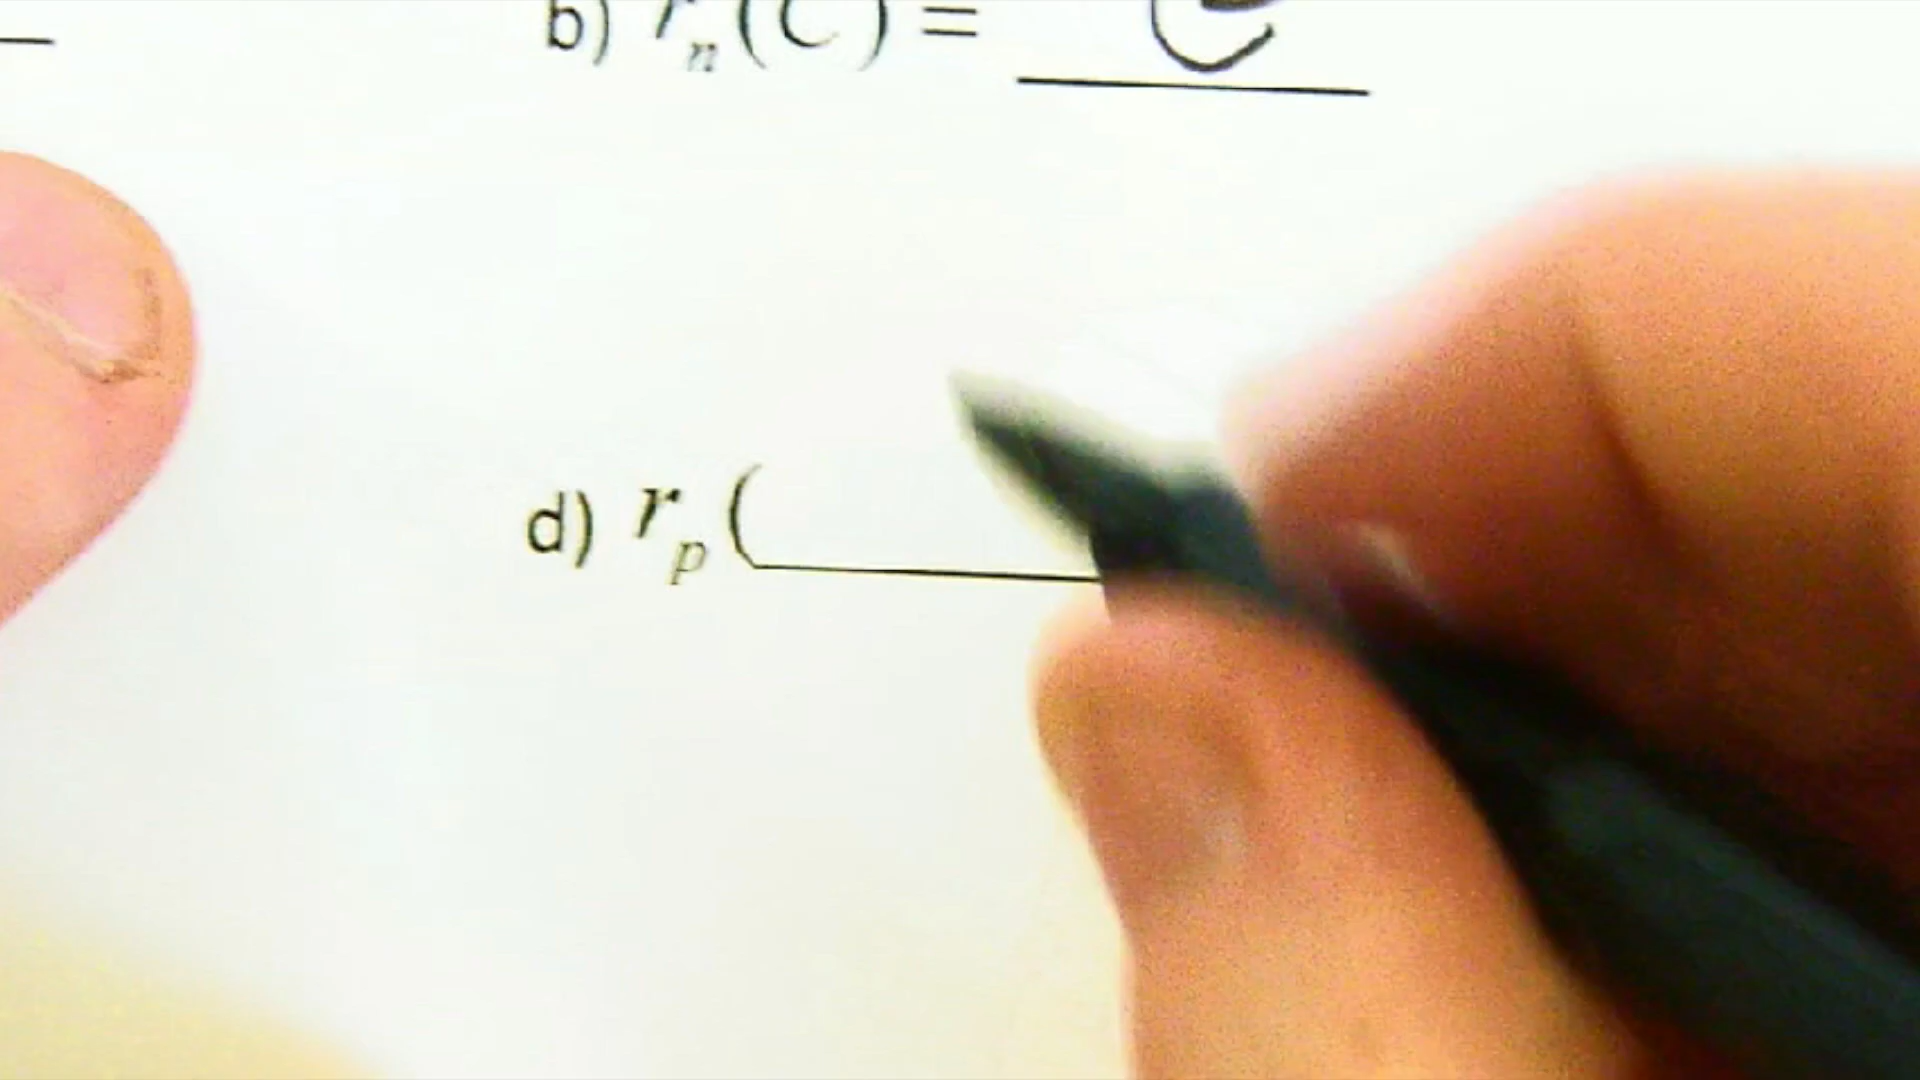 b) r_n(C) =
d) r_p(